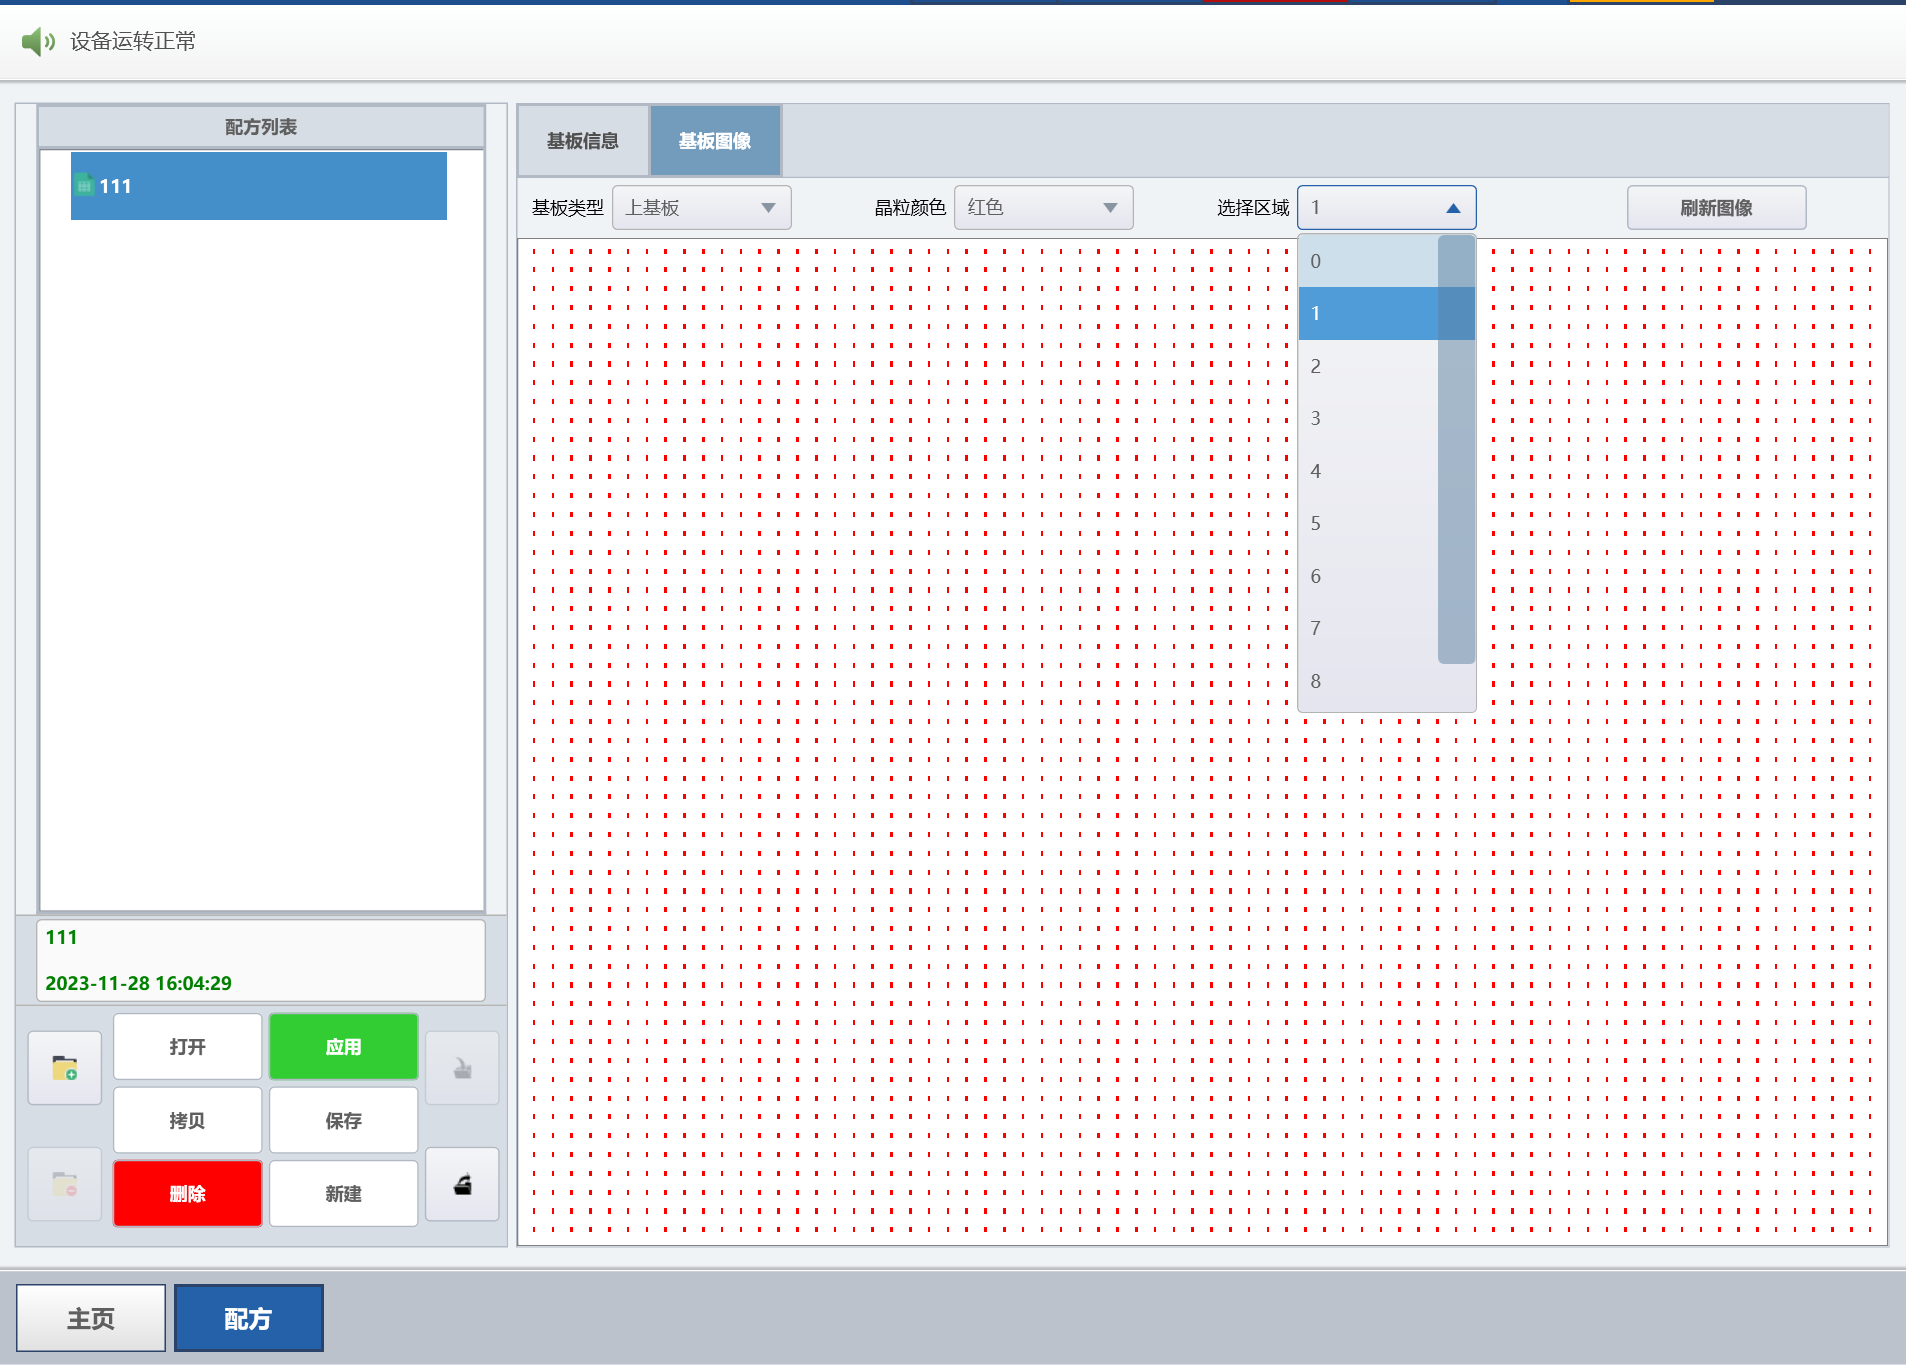 设备运转正常
配方列表
111
111
2023-11-28 16:04:29
打开
应用
拷贝
保存
删除
新建
基板信息
基板图像
基板类型 上基板 晶粒颜色 红色 选择区域 1 刷新图像
0
1
2
3
4
5
6
7
8
主页
配方